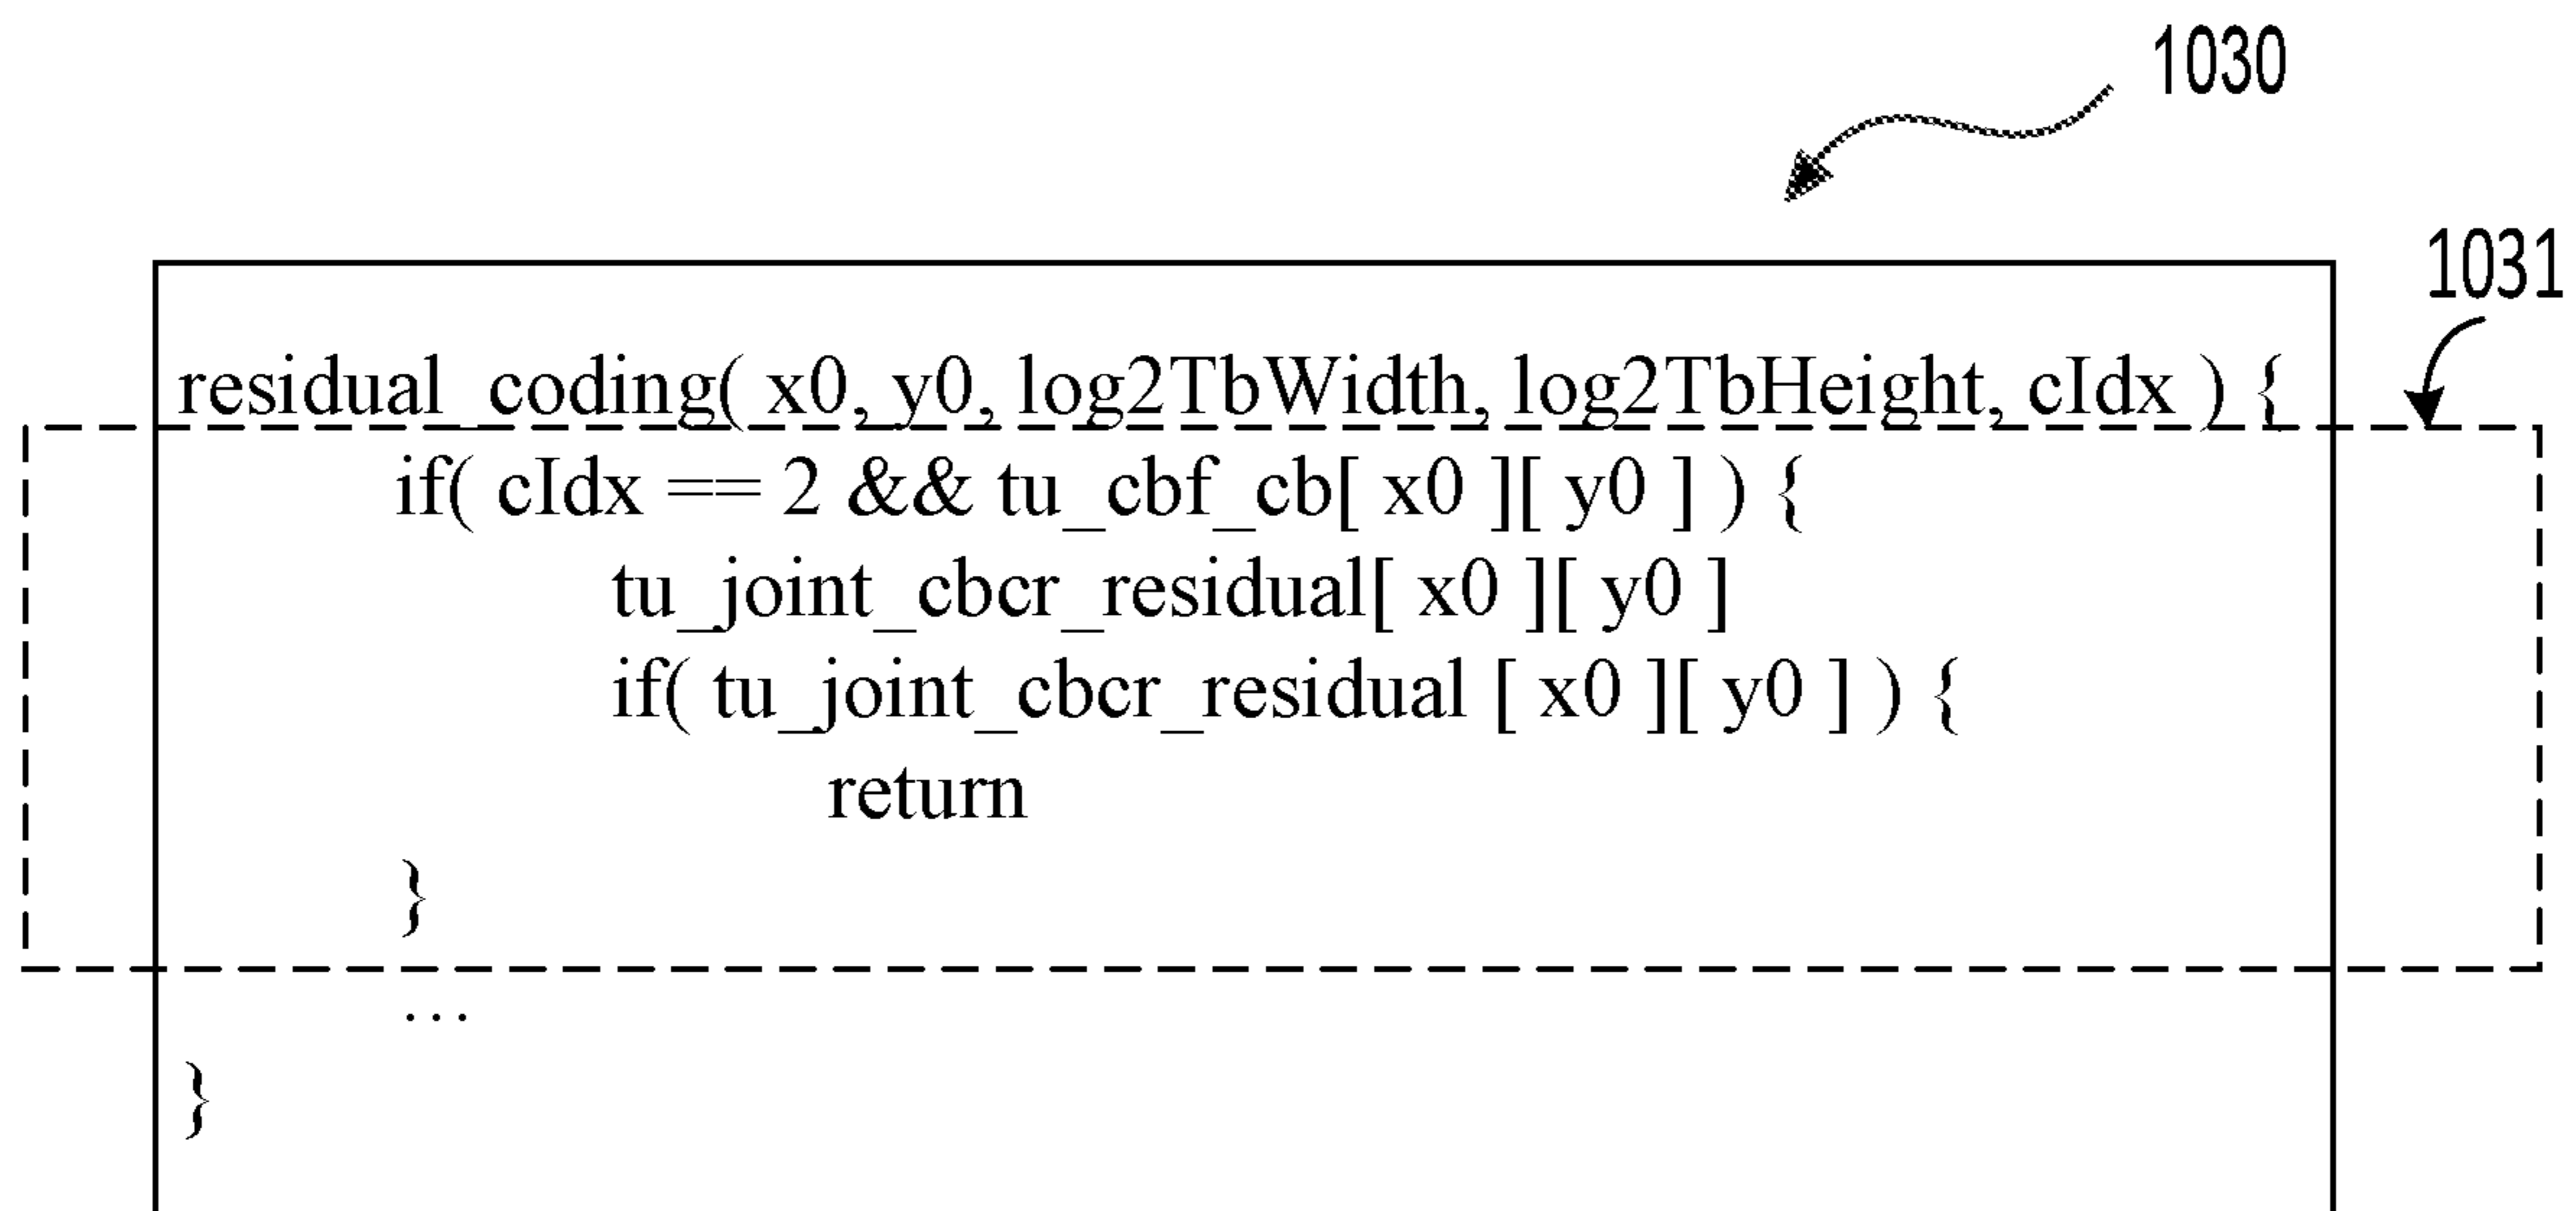 1030
1031
residual_coding( x0, y0, log2TbWidth, log2TbHeight, cIdx ) {
if( cIdx == 2 && tu_cbf_cb[ x0 ][ y0 ] ) {
tu_joint_cbcr_residual[ x0 ][ y0 ]
if( tu_joint_cbcr_residual [ x0 ][ y0 ] ) {
return
}
...
}